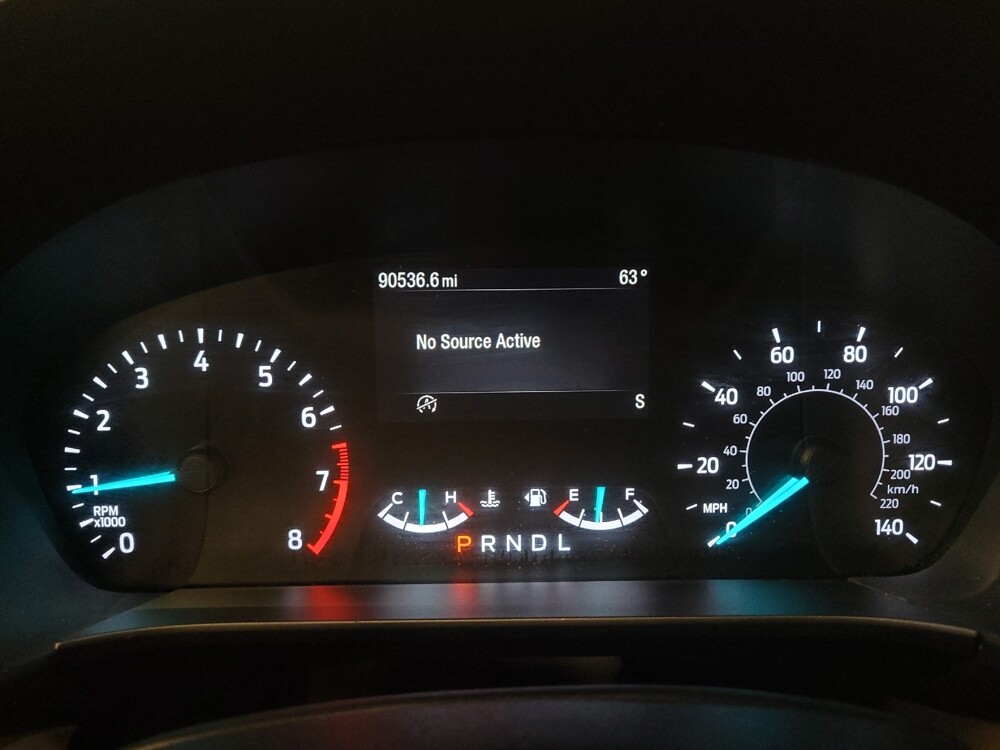 90536.6 mi 63°
No Source Active
S
0 1 2 3 4 5 6 7 8
RPM
x1000
C H
E F
P R N D L
0 20 40 60 80 100 120 140
MPH
0 20 40 60 80 100 120 140 160 180 200 220
km/h